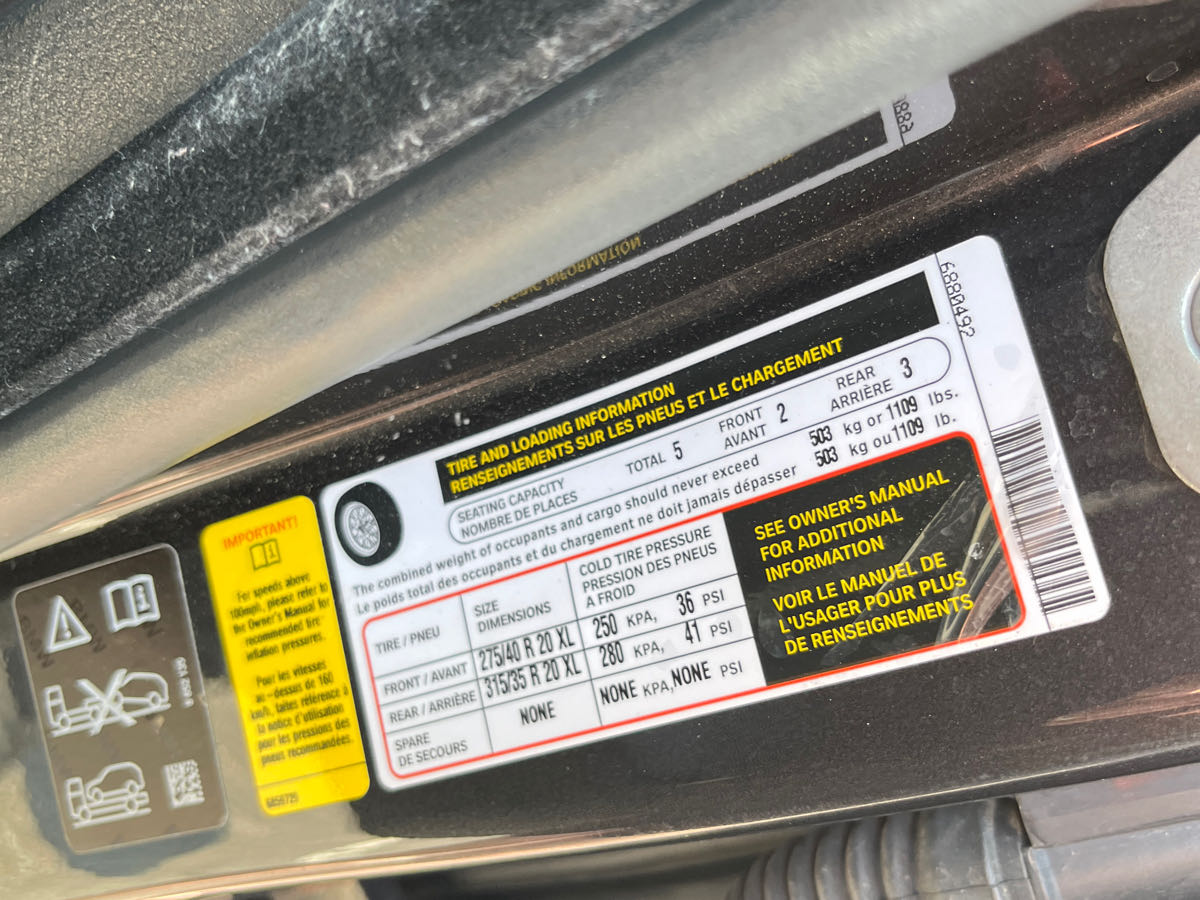 6880492
TIRE AND LOADING INFORMATION
RENSEIGNEMENTS SUR LES PNEUS ET LE CHARGEMENT
SEATING CAPACITY
NOMBRE DE PLACES
TOTAL 5
FRONT
AVANT 2
REAR
ARRIÈRE 3
The combined weight of occupants and cargo should never exceed 503 kg or 1109 lbs.
Le poids total des occupants et du chargement ne doit jamais dépasser 503 kg ou 1109 lb.
TIRE / PNEU
SIZE
DIMENSIONS
COLD TIRE PRESSURE
PRESSION DES PNEUS
A FROID
FRONT / AVANT 275/40 R 20 XL 250 KPA, 36 PSI
REAR / ARRIÈRE 315/35 R 20 XL 280 KPA, 41 PSI
SPARE
DE SECOURS
NONE NONE KPA, NONE PSI
SEE OWNER'S MANUAL
FOR ADDITIONAL
INFORMATION
VOIR LE MANUEL DE
L'USAGER POUR PLUS
DE RENSEIGNEMENTS
IMPORTANT!
For speeds above
100mph, please refer to
the Owner's Manual for
recommended tire
inflation pressures.
Pour les vitesses
au-dessus de 160
km/h, faites référence à
la notice d'utilisation
pour les pressions des
pneus recommandées.